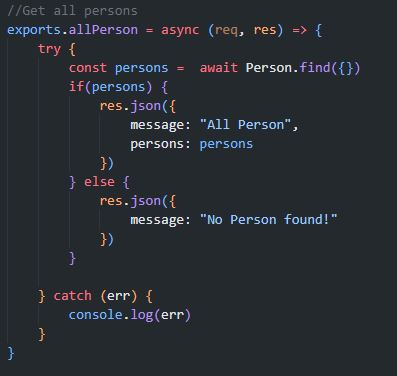 //Get all persons
exports.allPerson = async (req, res) => {
    try {
        const persons =  await Person.find({})
        if(persons) {
            res.json({
                message: "All Person",
                persons: persons
            })
        } else {
            res.json({
                message: "No Person found!"
            })
        }

    } catch (err) {
        console.log(err)
    }
}